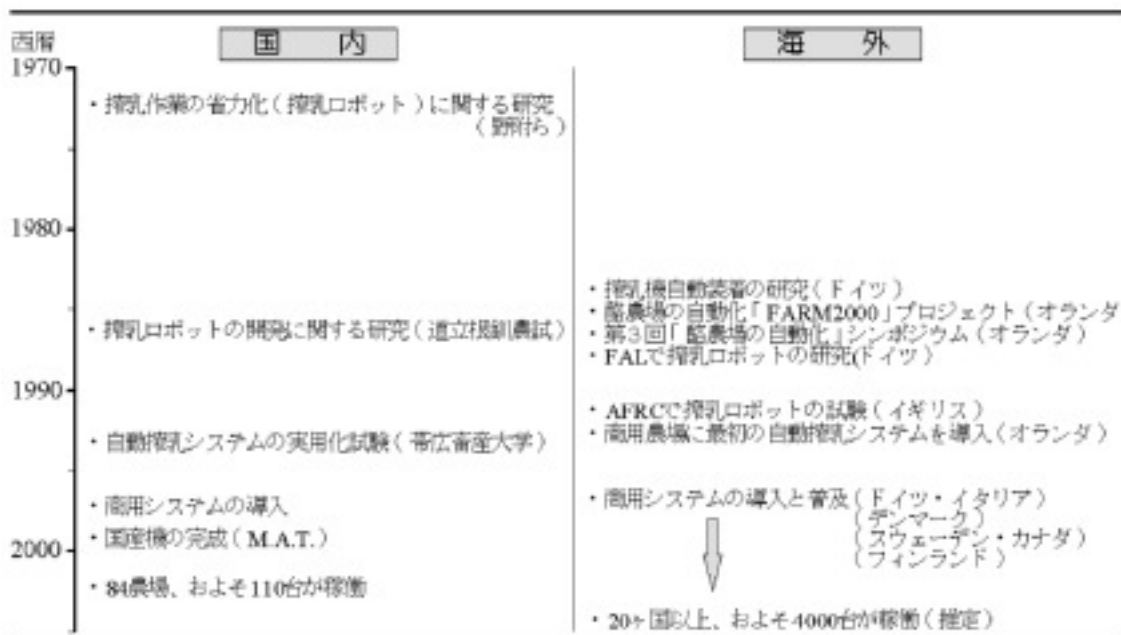 西暦
国内
海外
1970
・搾乳作業の省力化（搾乳ロボット）に関する研究
（野附ら）
1980
・搾乳機自動装着の研究（ドイツ）
・酪農場の自動化「FARM2000」プロジェクト（オランダ
・搾乳ロボットの開発に関する研究（道立根釧農試）
・第3回「酪農場の自動化」シンポジウム（オランダ）
・FALで搾乳ロボットの研究(ドイツ）
1990
・AFRCで搾乳ロボットの試験（イギリス）
・商用農場に最初の自動搾乳システムを導入（オランダ）
・自動搾乳システムの実用化試験（帯広畜産大学）
・商用システムの導入と普及（ドイツ・イタリア）
（デンマーク）
（スウェーデン・カナダ）
（フィンランド）
・商用システムの導入
・国産機の完成（M.A.T.）
2000
・84農場、およそ110台が稼働
・20ヶ国以上、およそ4000台が稼働（推定）